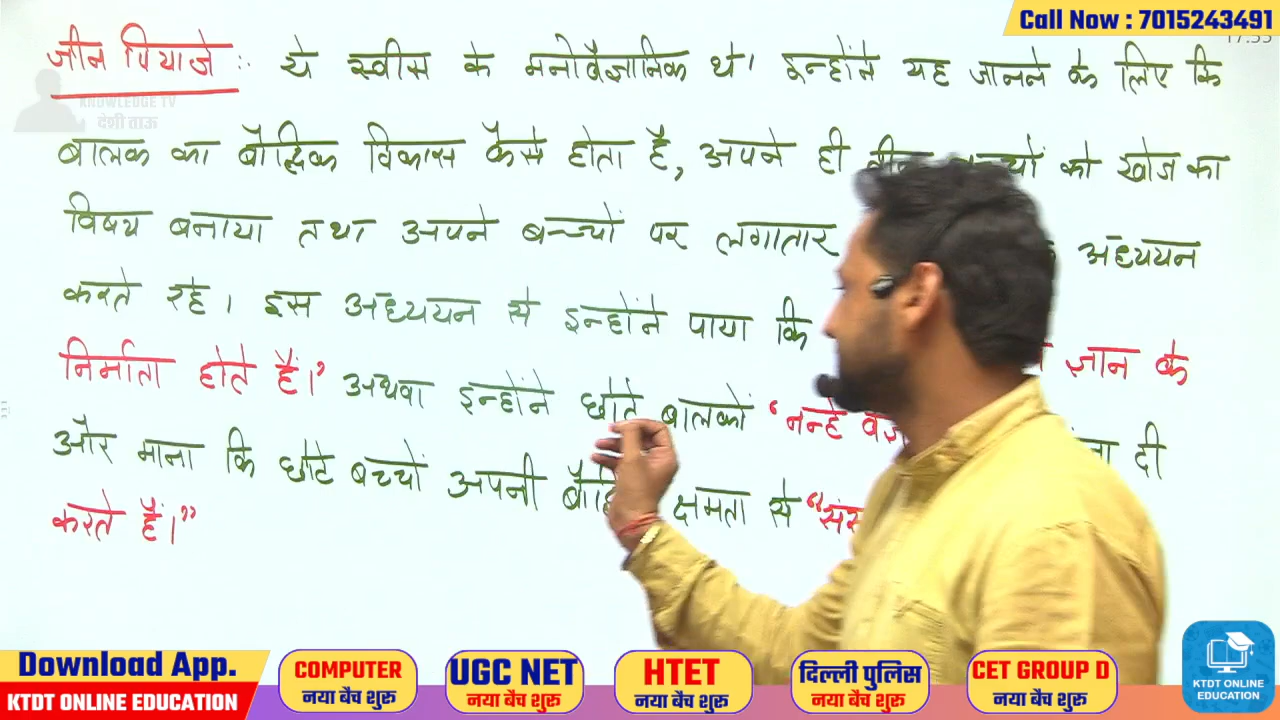 Call Now : 7015243491
जीन पियाजे :- ये स्वीस के मनोवैज्ञानिक थे। इन्होंने यह जानने के लिए कि
KNOWLEDGE TV
देशी ताऊ
बालक का बौद्धिक विकास कैसे होता है, अपने ही को खोज का
विषय बनाया तथा अपने बच्चों पर लगातार अध्ययन
करते रहे। इस अध्ययन से इन्होंने पाया कि ज्ञान के
निर्माता होते हैं।' अथवा इन्होंने छोटे बालकों 'नन्हे दी
और माना कि छोटे बच्चों अपनी क्षमता से
करते हैं।"
Download App.
KTDT ONLINE EDUCATION
COMPUTER
नया बैच शुरू
UGC NET
नया बैच शुरू
HTET
नया बैच शुरू
दिल्ली पुलिस
नया बैच शुरू
CET GROUP D
नया बैच शुरू
KTDT ONLINE
EDUCATION